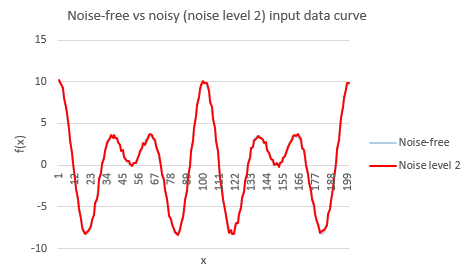 Noise-free vs noisy (noise level 2) input data curve
15
10
5
0
-5
-10
f(x)
1 12 23 34 45 56 67 78 89 100 111 122 133 144 155 166 177 188 199
x
Noise-free
Noise level 2